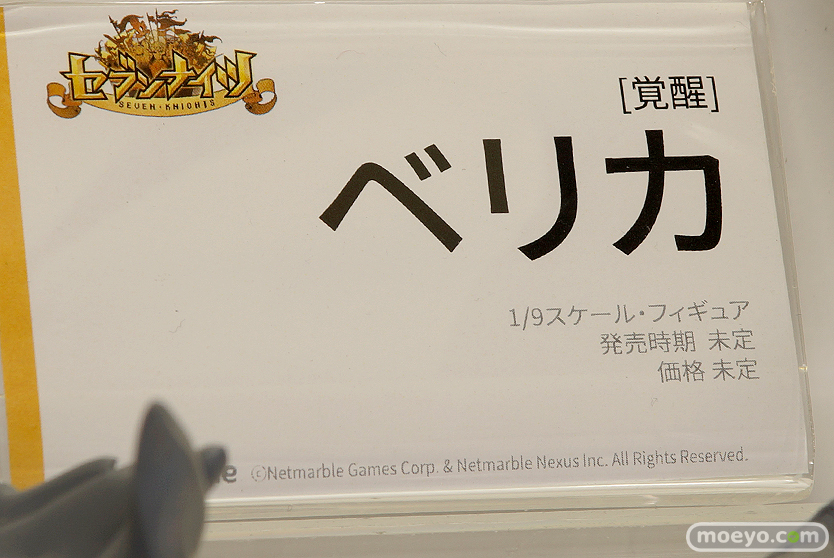 セブンナイツ
SEVEN KNIGHTS
[覚醒]
ベリカ
1/9スケール・フィギュア
発売時期 未定
価格 未定
©Netmarble Games Corp. & Netmarble Nexus Inc. All Rights Reserved.
moeyo.com